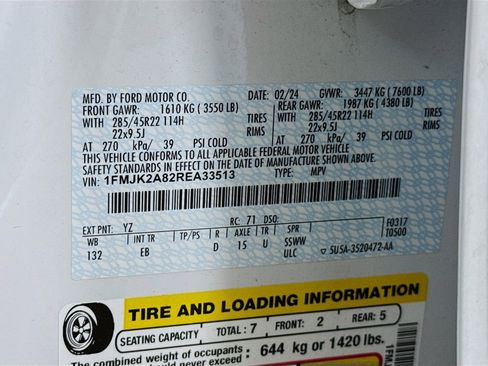 MFD. BY FORD MOTOR CO. 02/24 GVWR: 3447 KG (7600 LB)
FRONT GAWR: 1610 KG (3550 LB) REAR GAWR: 1987 KG (4380 LB)
WITH 285/45R22 114H TIRES WITH 285/45R22 114H TIRES
22x9.5J RIMS 22x9.5J RIMS
AT 270 kPa/ 39 PSI COLD AT 270 kPa/ 39 PSI COLD
THIS VEHICLE CONFORMS TO ALL APPLICABLE FEDERAL MOTOR VEHICLE
SAFETY STANDARDS IN EFFECT ON THE DATE OF MANUFACTURE SHOWN ABOVE.
VIN: 1FMJK2A82REA33513 TYPE: MPV
EXT PNT: YZ RC: 71 DSO: F0317
WB INT TR TP/PS R AXLE TR SPR T0500
132 EB D 15 U SSWW
ULC ▽ 5U5A-3520472-AA
TIRE AND LOADING INFORMATION
SEATING CAPACITY TOTAL: 7 FRONT: 2 REAR: 5
The combined weight of occupants 644 kg or 1420 lbs.